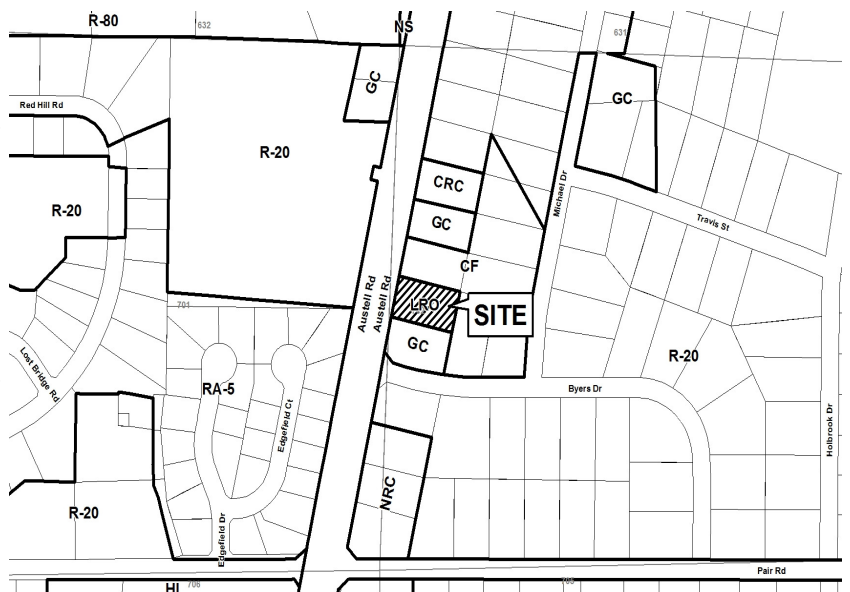 R-80
632
NS
631
GC
GC
Red Hill Rd
R-20
CRC
R-20
GC
Michael Dr
Travis St
CF
Austell Rd
Austell Rd
LRO
SITE
701
GC
R-20
Lost Bridge Rd
RA-5
Byers Dr
Edgefield Ct
Holbrook Dr
NRC
R-20
Edgefield Dr
Pair Rd
HI
706